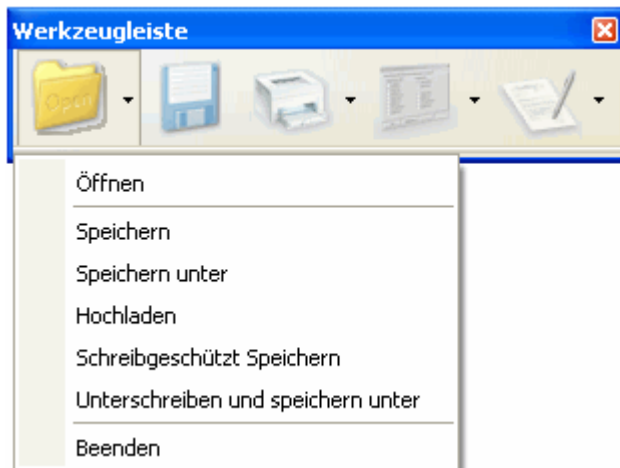 Werkzeugleiste
Open
Öffnen
Speichern
Speichern unter
Hochladen
Schreibgeschützt Speichern
Unterschreiben und speichern unter
Beenden